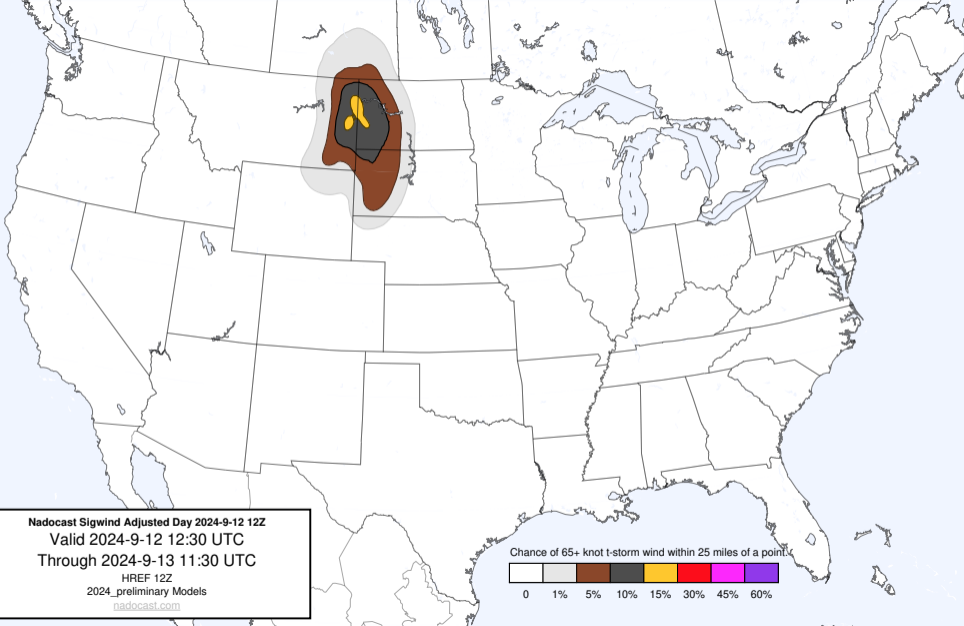 Nadocast Sigwind Adjusted Day 2024-9-12 12Z
Valid 2024-9-12 12:30 UTC
Through 2024-9-13 11:30 UTC
HREF 12Z
2024_preliminary Models
nadocast.com
Chance of 65+ knot t-storm wind within 25 miles of a point.
0 1% 5% 10% 15% 30% 45% 60%